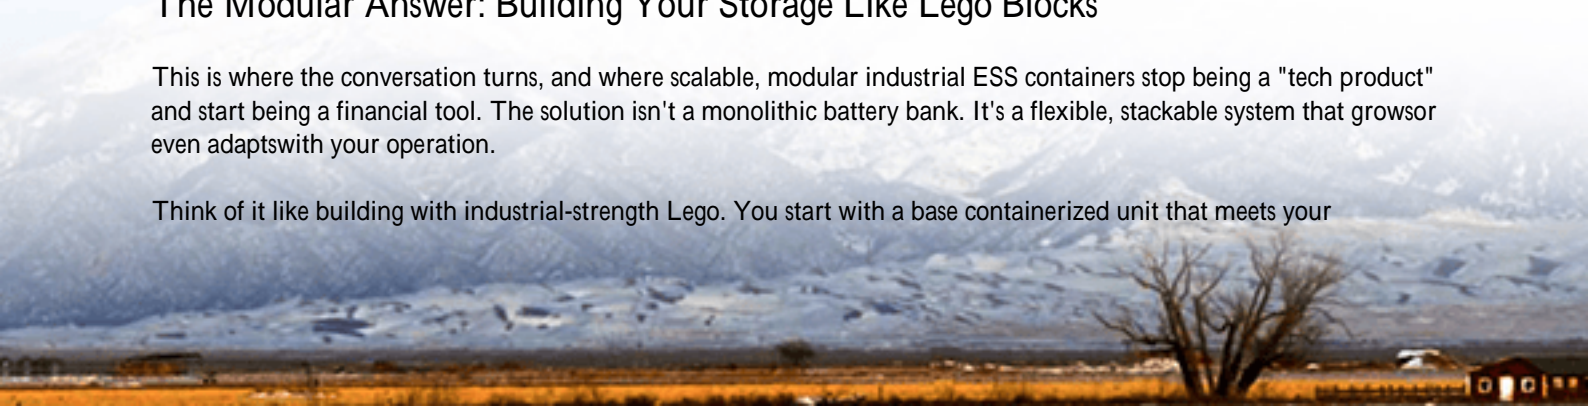 The Modular Answer: Building Your Storage Like Lego Blocks
This is where the conversation turns, and where scalable, modular industrial ESS containers stop being a "tech product"
and start being a financial tool. The solution isn't a monolithic battery bank. It's a flexible, stackable system that growsor
even adaptswith your operation.
Think of it like building with industrial-strength Lego. You start with a base containerized unit that meets your